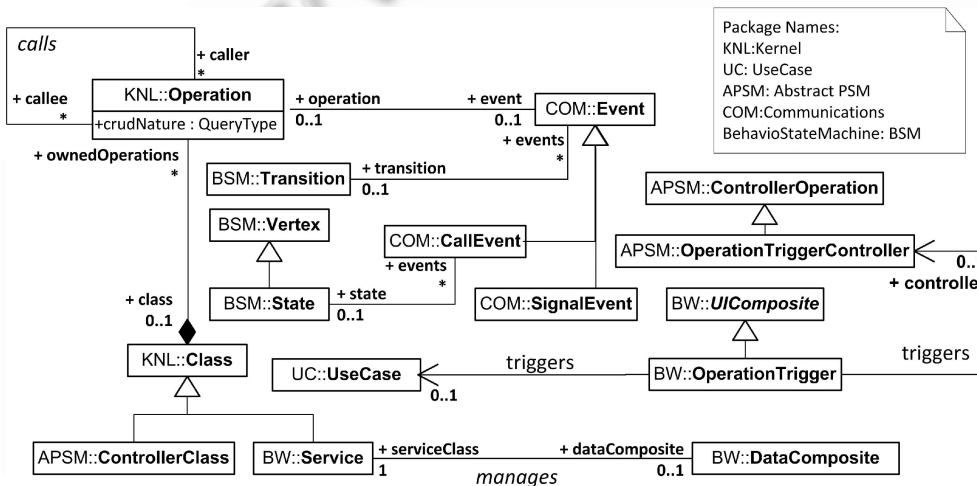 calls
+ caller
*
+ callee
*
KNL::Operation
+crudNature : QueryType
+ operation
0..1
+ event
0..1
COM::Event
Package Names:
KNL:Kernel
UC: UseCase
APSM: Abstract PSM
COM:Communications
BehavioStateMachine: BSM
+ ownedOperations
*
+ events
*
BSM::Transition
+ transition
0..1
APSM::ControllerOperation
BSM::Vertex
COM::CallEvent
+ events
*
APSM::OperationTriggerController
0..
+ controlle
BSM::State
+ state
0..1
COM::SignalEvent
BW::UIComposite
+ class
0..1
KNL::Class
UC::UseCase
0..1
triggers
BW::OperationTrigger
triggers
APSM::ControllerClass
BW::Service
+ serviceClass
1
manages
+ dataComposite
0..1
BW::DataComposite